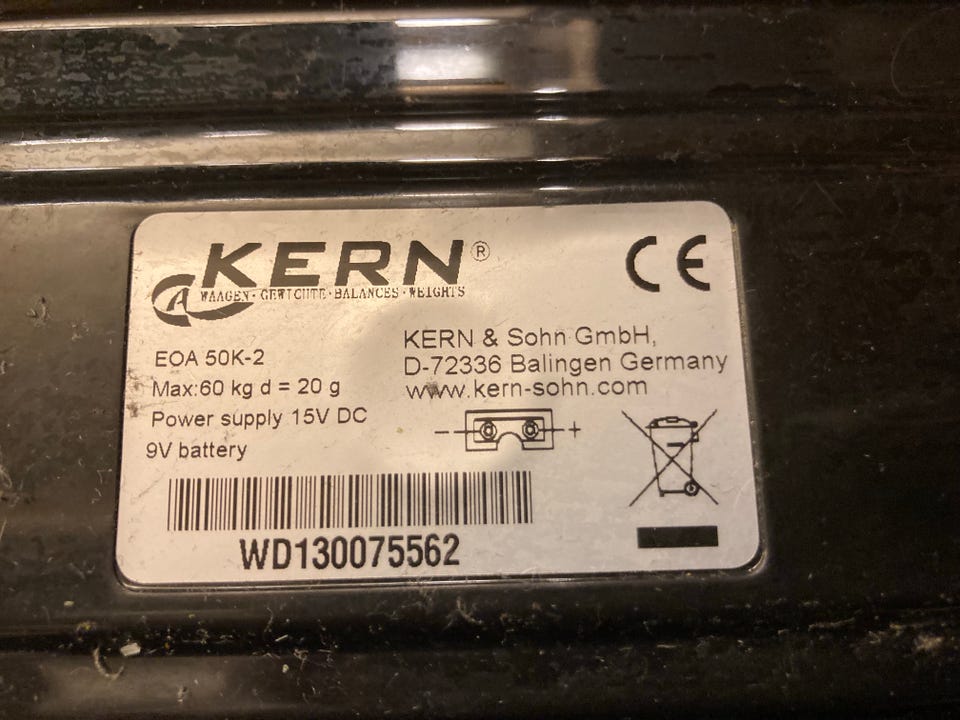 KERN®
WAAGEN · GEWICHTE · BALANCES · WEIGHTS
CE
EOA 50K-2
Max:60 kg d = 20 g
Power supply 15V DC
9V battery
KERN & Sohn GmbH,
D-72336 Balingen Germany
www.kern-sohn.com
- +
WD130075562